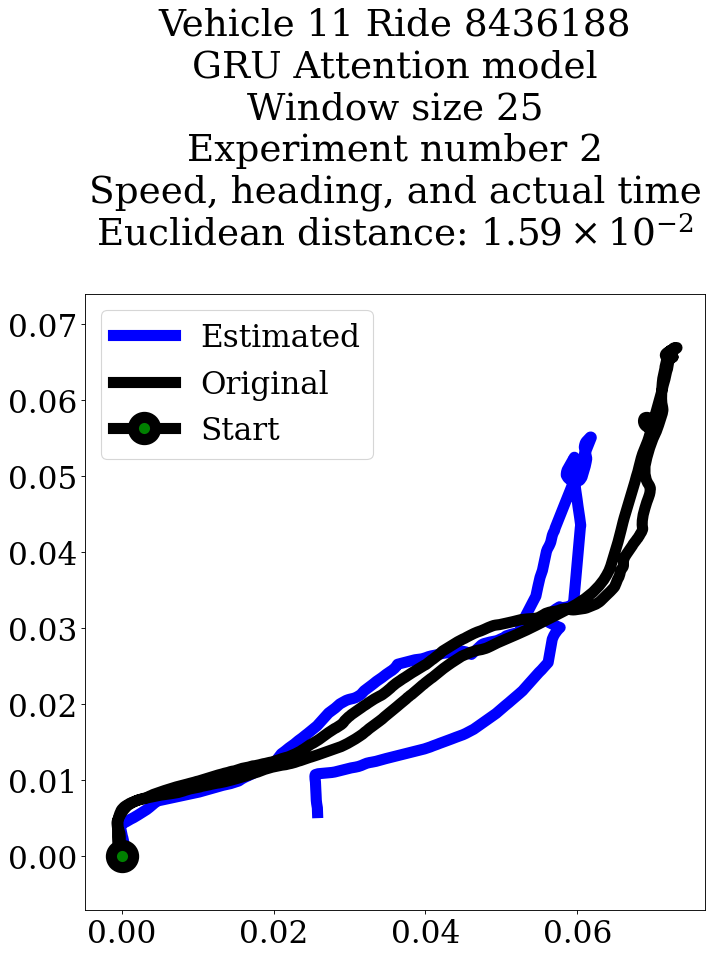 Vehicle 11 Ride 8436188
GRU Attention model
Window size 25
Experiment number 2
Speed, heading, and actual time
Euclidean distance: 1.59 × 10⁻²
Estimated
Original
Start
0.07
0.06
0.05
0.04
0.03
0.02
0.01
0.00
0.00 0.02 0.04 0.06